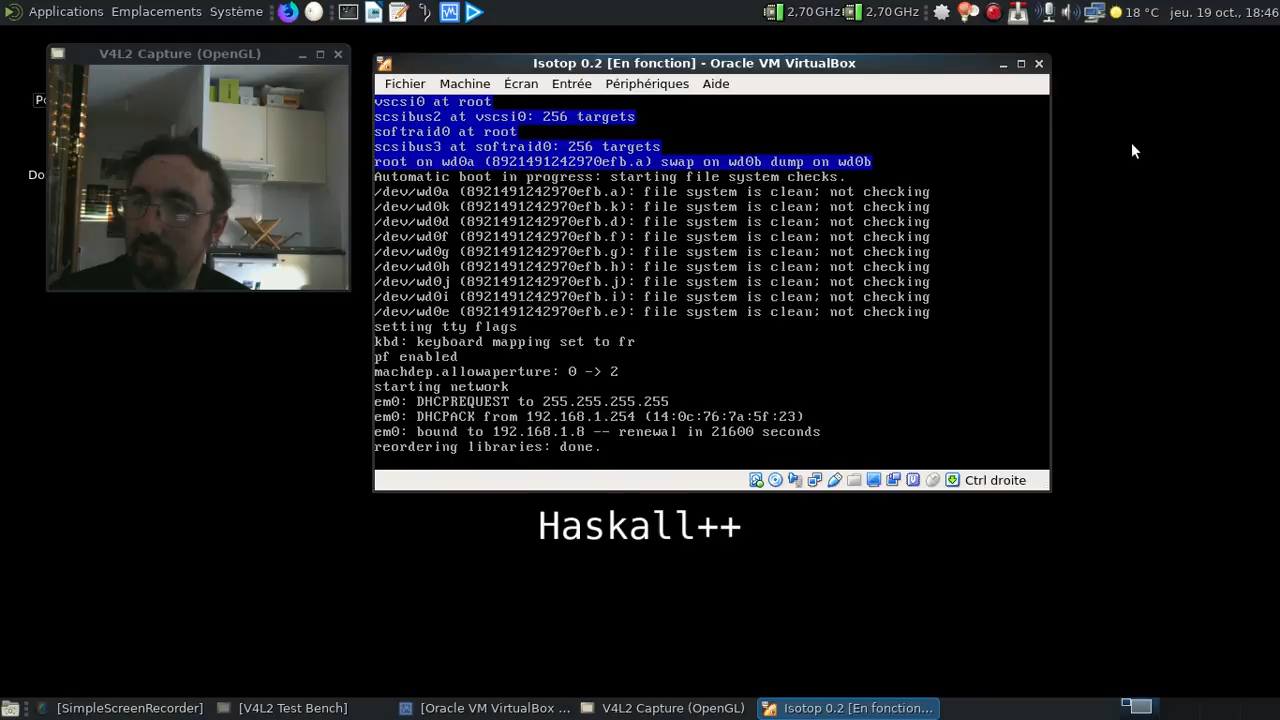 Applications Emplacements Système
2,70 GHz 2,70 GHz
18 °C jeu. 19 oct., 18:46
V4L2 Capture (OpenGL)
Isotop 0.2 [En fonction] - Oracle VM VirtualBox
Fichier Machine Écran Entrée Périphériques Aide
vscsi0 at root
scsibus2 at vscsi0: 256 targets
softraid0 at root
scsibus3 at softraid0: 256 targets
root on wd0a (8921491242970efb.a) swap on wd0b dump on wd0b
Automatic boot in progress: starting file system checks.
/dev/wd0a (8921491242970efb.a): file system is clean; not checking
/dev/wd0k (8921491242970efb.k): file system is clean; not checking
/dev/wd0d (8921491242970efb.d): file system is clean; not checking
/dev/wd0f (8921491242970efb.f): file system is clean; not checking
/dev/wd0g (8921491242970efb.g): file system is clean; not checking
/dev/wd0h (8921491242970efb.h): file system is clean; not checking
/dev/wd0j (8921491242970efb.j): file system is clean; not checking
/dev/wd0i (8921491242970efb.i): file system is clean; not checking
/dev/wd0e (8921491242970efb.e): file system is clean; not checking
setting tty flags
kbd: keyboard mapping set to fr
pf enabled
machdep.allowaperture: 0 -> 2
starting network
em0: DHCPREQUEST to 255.255.255.255
em0: DHCPACK from 192.168.1.254 (14:0c:76:7a:5f:23)
em0: bound to 192.168.1.8 -- renewal in 21600 seconds
reordering libraries: done.
Ctrl droite
Po
Do
Haskall++
[SimpleScreenRecorder]
[V4L2 Test Bench]
[Oracle VM VirtualBox ...
V4L2 Capture (OpenGL)
Isotop 0.2 [En fonction...